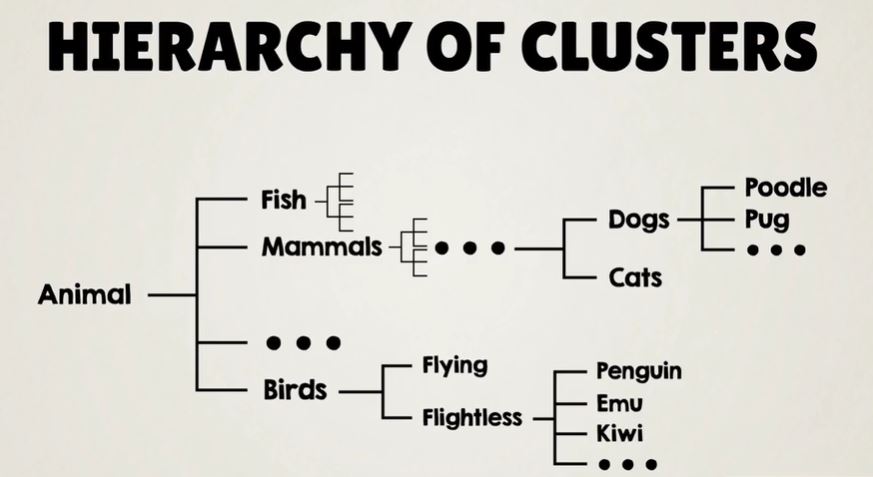 HIERARCHY OF CLUSTERS
Animal
Fish
Mammals
• • •
Birds
• • •
Dogs
Cats
Poodle
Pug
• • •
Flying
Flightless
Penguin
Emu
Kiwi
• • •